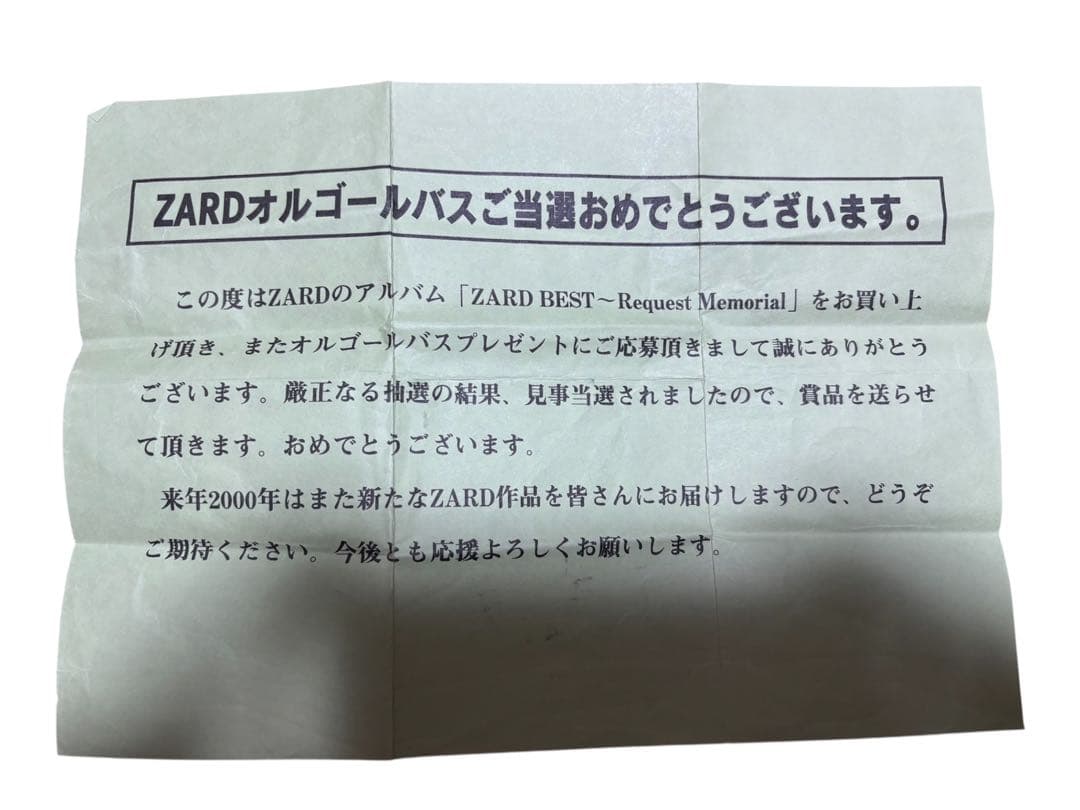 ZARDオルゴールバスご当選おめでとうございます。
この度はZARDのアルバム「ZARD BEST～Request Memorial」をお買い上
げ頂き、またオルゴールバスプレゼントにご応募頂きまして誠にありがとう
ございます。厳正なる抽選の結果、見事当選されましたので、賞品を送らせ
て頂きます。おめでとうございます。
来年2000年はまた新たなZARD作品を皆さんにお届けしますので、どうぞ
ご期待ください。今後とも応援よろしくお願いします。